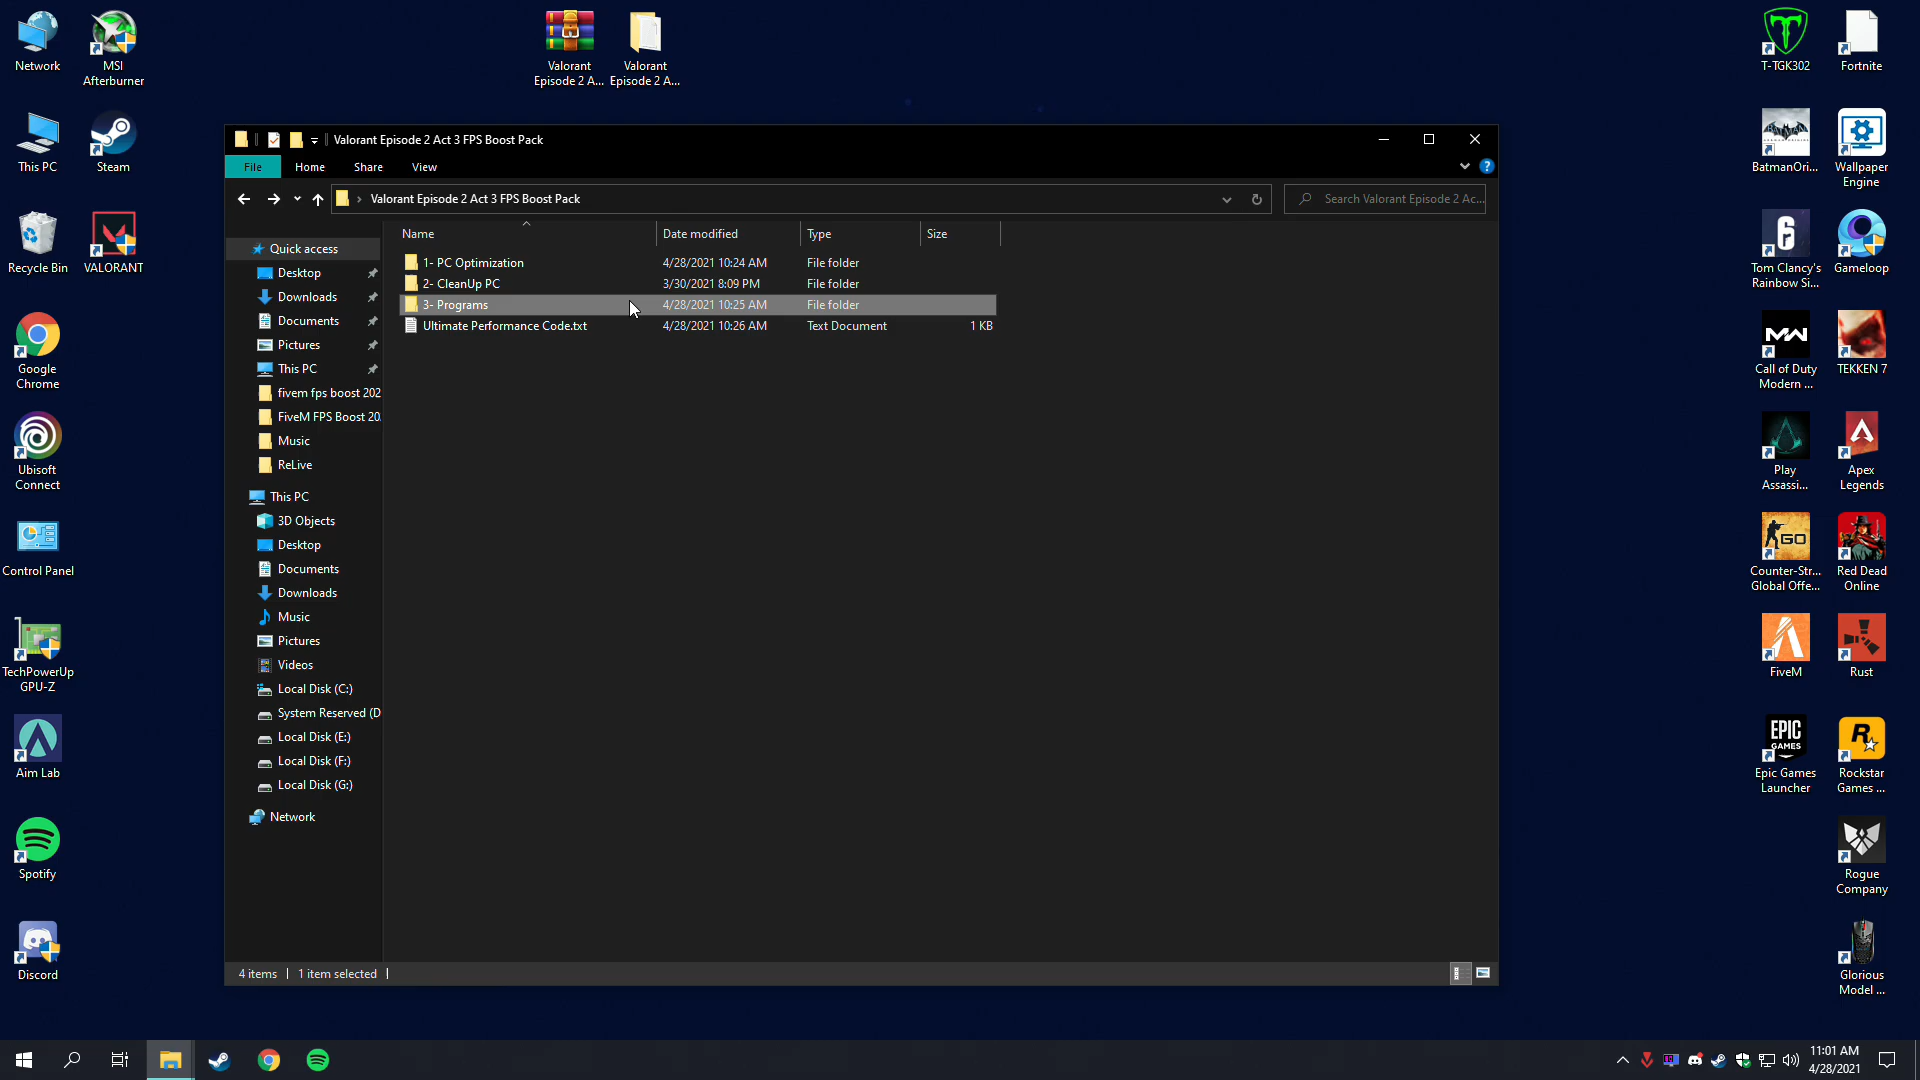 Network
MSI
Afterburner
Valorant
Episode 2 A...
Valorant
Episode 2 A...
T-TGK302
Fortnite
This PC
Steam
BatmanOri...
Wallpaper
Engine
Recycle Bin
VALORANT
6
Tom Clancy's
Rainbow Si...
Gameloop
Google
Chrome
MW
Call of Duty
Modern ...
TEKKEN 7
Ubisoft
Connect
Play
Assassi...
Apex
Legends
Control Panel
GO
Counter-Str...
Global Offe...
Red Dead
Online
TechPowerUp
GPU-Z
FiveM
Rust
Aim Lab
EPIC
GAMES
Epic Games
Launcher
Rockstar
Games ...
Spotify
Rogue
Company
Discord
Glorious
Model ...
Valorant Episode 2 Act 3 FPS Boost Pack
File
Home
Share
View
Valorant Episode 2 Act 3 FPS Boost Pack
Search Valorant Episode 2 Ac...
Name
Date modified
Type
Size
1- PC Optimization
4/28/2021 10:24 AM
File folder
2- CleanUp PC
3/30/2021 8:09 PM
File folder
3- Programs
4/28/2021 10:25 AM
File folder
Ultimate Performance Code.txt
4/28/2021 10:26 AM
Text Document
1 KB
Quick access
Desktop
Downloads
Documents
Pictures
This PC
fivem fps boost 202
FiveM FPS Boost 20
Music
ReLive
This PC
3D Objects
Desktop
Documents
Downloads
Music
Pictures
Videos
Local Disk (C:)
System Reserved (D
Local Disk (E:)
Local Disk (F:)
Local Disk (G:)
Network
4 items
1 item selected
11:01 AM
4/28/2021